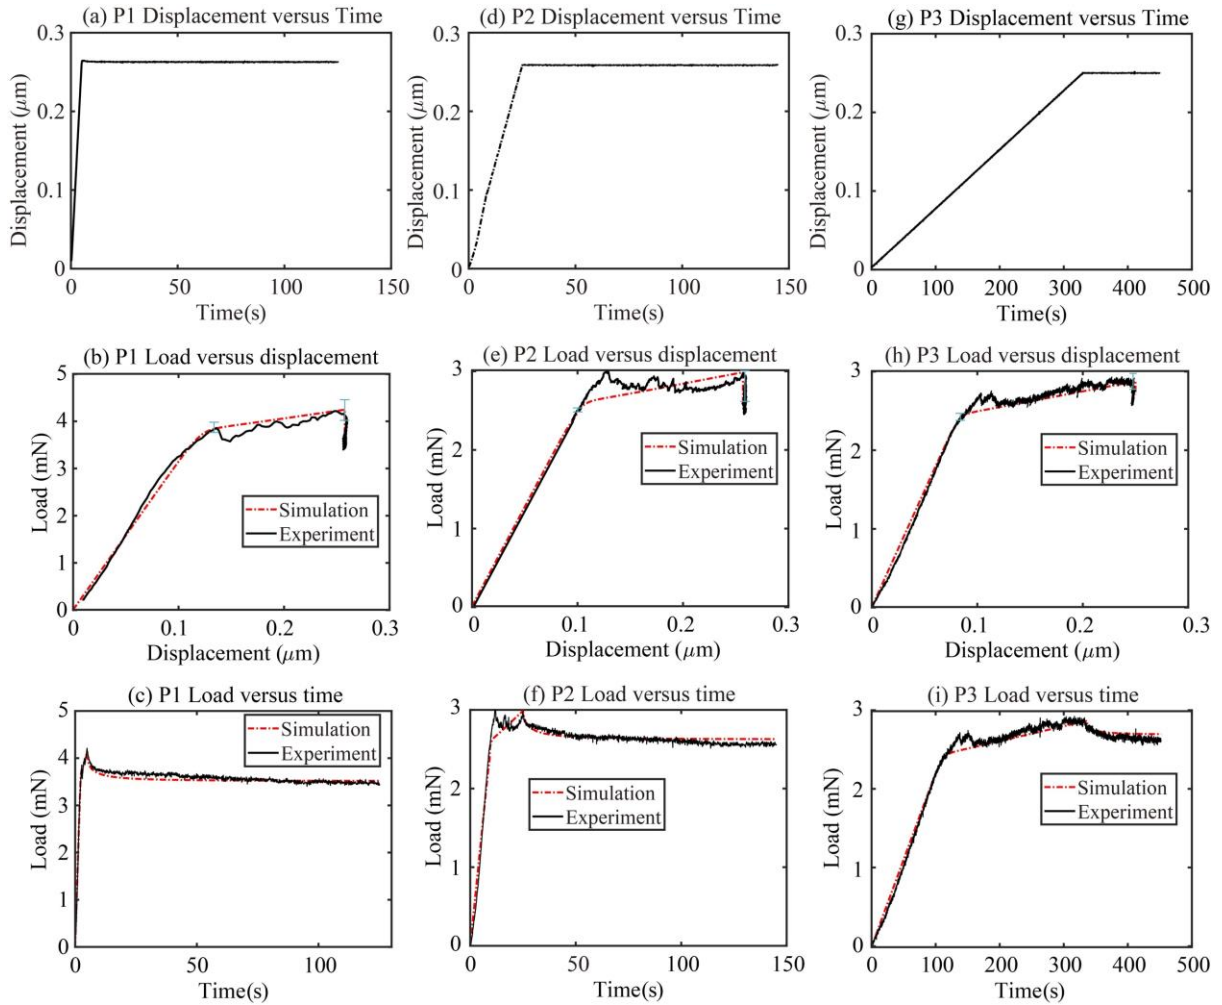 (a) P1 Displacement versus Time
0.3
0.2
0.1
0
Displacement (μm)
0
50
100
150
Time(s)
(d) P2 Displacement versus Time
0.3
0.2
0.1
0
Displacement (μm)
0
50
100
150
Time(s)
(g) P3 Displacement versus Time
0.3
0.2
0.1
0
Displacement (μm)
0
100
200
300
400
500
Time(s)
(b) P1 Load versus displacement
5
4
3
2
1
0
Load (mN)
Simulation
Experiment
0
0.1
0.2
0.3
Displacement (μm)
(e) P2 Load versus displacement
3
2
1
0
Load (mN)
Simulation
Experiment
0
0.1
0.2
0.3
Displacement (μm)
(h) P3 Load versus displacement
3
2
1
0
Load (mN)
Simulation
Experiment
0
0.1
0.2
0.3
Displacement (μm)
(c) P1 Load versus time
5
4
3
2
1
0
Load (mN)
Simulation
Experiment
0
50
100
Time(s)
(f) P2 Load versus time
3
2
1
0
Load (mN)
Simulation
Experiment
0
50
100
150
Time(s)
(i) P3 Load versus time
3
2
1
0
Load (mN)
Simulation
Experiment
0
100
200
300
400
500
Time(s)